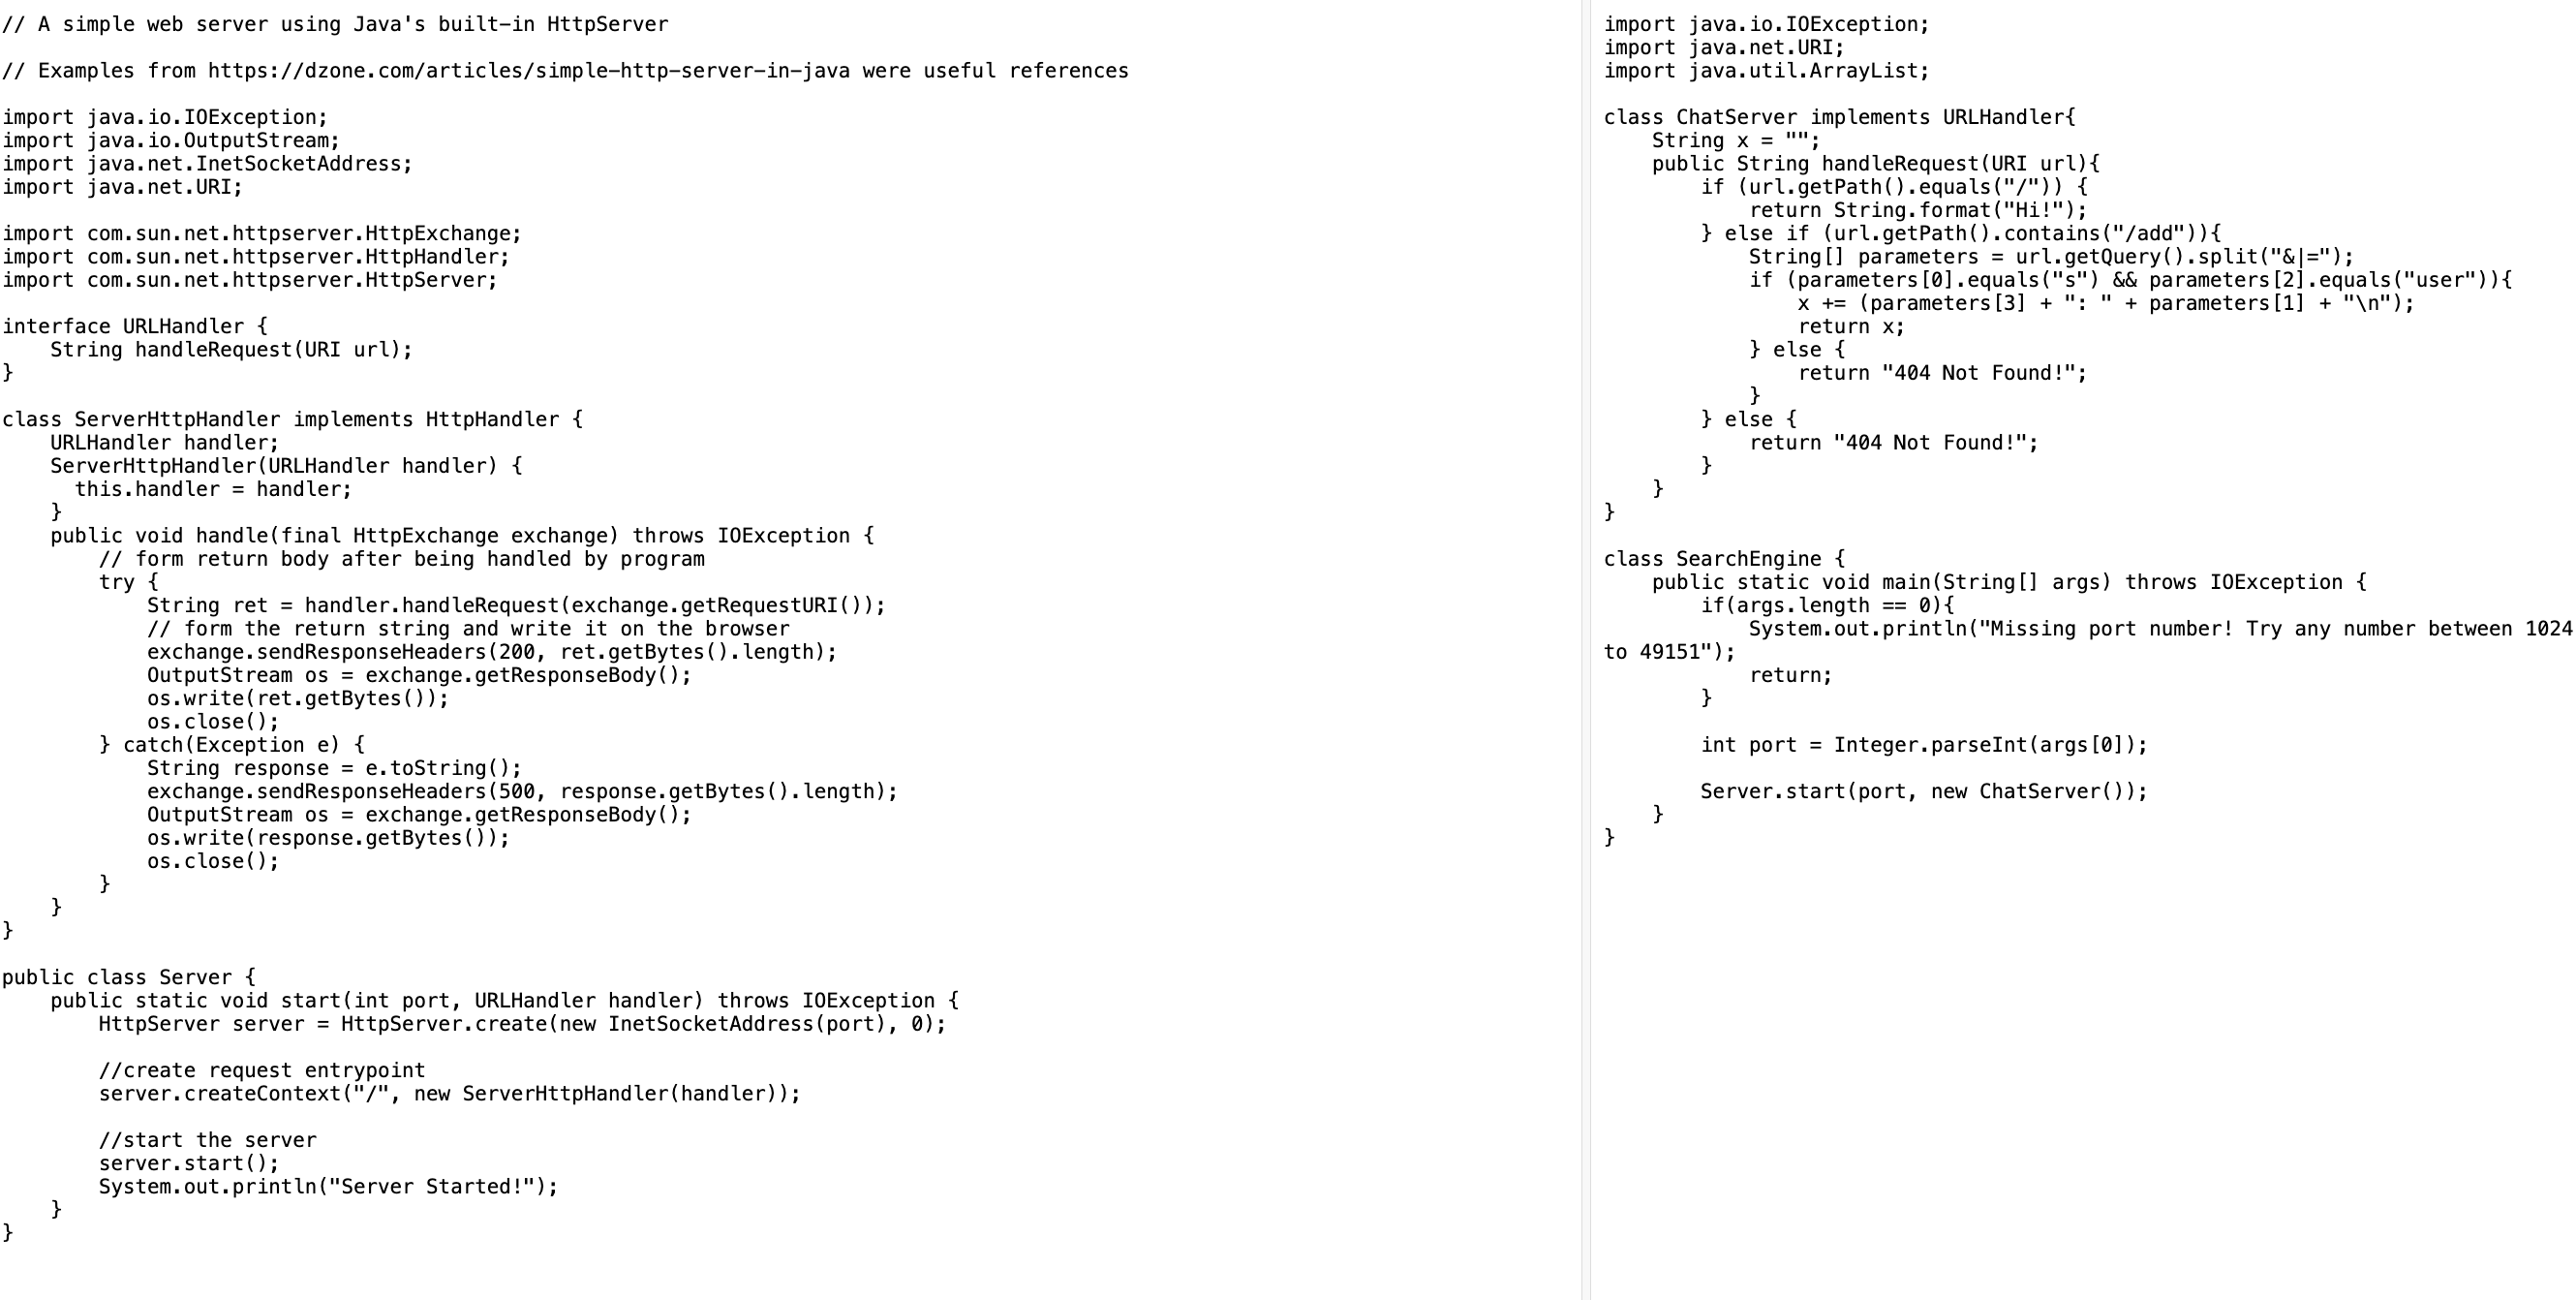 // A simple web server using Java's built-in HttpServer

// Examples from https://dzone.com/articles/simple-http-server-in-java were useful references

import java.io.IOException;
import java.io.OutputStream;
import java.net.InetSocketAddress;
import java.net.URI;

import com.sun.net.httpserver.HttpExchange;
import com.sun.net.httpserver.HttpHandler;
import com.sun.net.httpserver.HttpServer;

interface URLHandler {
    String handleRequest(URI url);
}

class ServerHttpHandler implements HttpHandler {
    URLHandler handler;
    ServerHttpHandler(URLHandler handler) {
      this.handler = handler;
    }
    public void handle(final HttpExchange exchange) throws IOException {
        // form return body after being handled by program
        try {
            String ret = handler.handleRequest(exchange.getRequestURI());
            // form the return string and write it on the browser
            exchange.sendResponseHeaders(200, ret.getBytes().length);
            OutputStream os = exchange.getResponseBody();
            os.write(ret.getBytes());
            os.close();
        } catch(Exception e) {
            String response = e.toString();
            exchange.sendResponseHeaders(500, response.getBytes().length);
            OutputStream os = exchange.getResponseBody();
            os.write(response.getBytes());
            os.close();
        }
    }
}

public class Server {
    public static void start(int port, URLHandler handler) throws IOException {
        HttpServer server = HttpServer.create(new InetSocketAddress(port), 0);

        //create request entrypoint
        server.createContext("/", new ServerHttpHandler(handler));

        //start the server
        server.start();
        System.out.println("Server Started!");
    }
}

import java.io.IOException;
import java.net.URI;
import java.util.ArrayList;

class ChatServer implements URLHandler{
    String x = "";
    public String handleRequest(URI url){
        if (url.getPath().equals("/")) {
            return String.format("Hi!");
        } else if (url.getPath().contains("/add")){
            String[] parameters = url.getQuery().split("&|=");
            if (parameters[0].equals("s") && parameters[2].equals("user")){
                x += (parameters[3] + ": " + parameters[1] + "\n");
                return x;
            } else {
                return "404 Not Found!";
            }
        } else {
            return "404 Not Found!";
        }
    }
}

class SearchEngine {
    public static void main(String[] args) throws IOException {
        if(args.length == 0){
            System.out.println("Missing port number! Try any number between 1024
to 49151");
            return;
        }

        int port = Integer.parseInt(args[0]);

        Server.start(port, new ChatServer());
    }
}